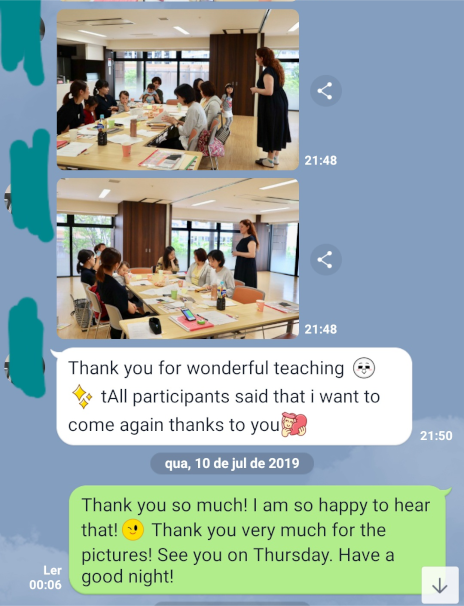 21:48
21:48
Thank you for wonderful teaching
tAll participants said that i want to
come again thanks to you
21:50
qua, 10 de jul de 2019
Thank you so much! I am so happy to hear
that! Thank you very much for the
pictures! See you on Thursday. Have a
good night!
Ler
00:06